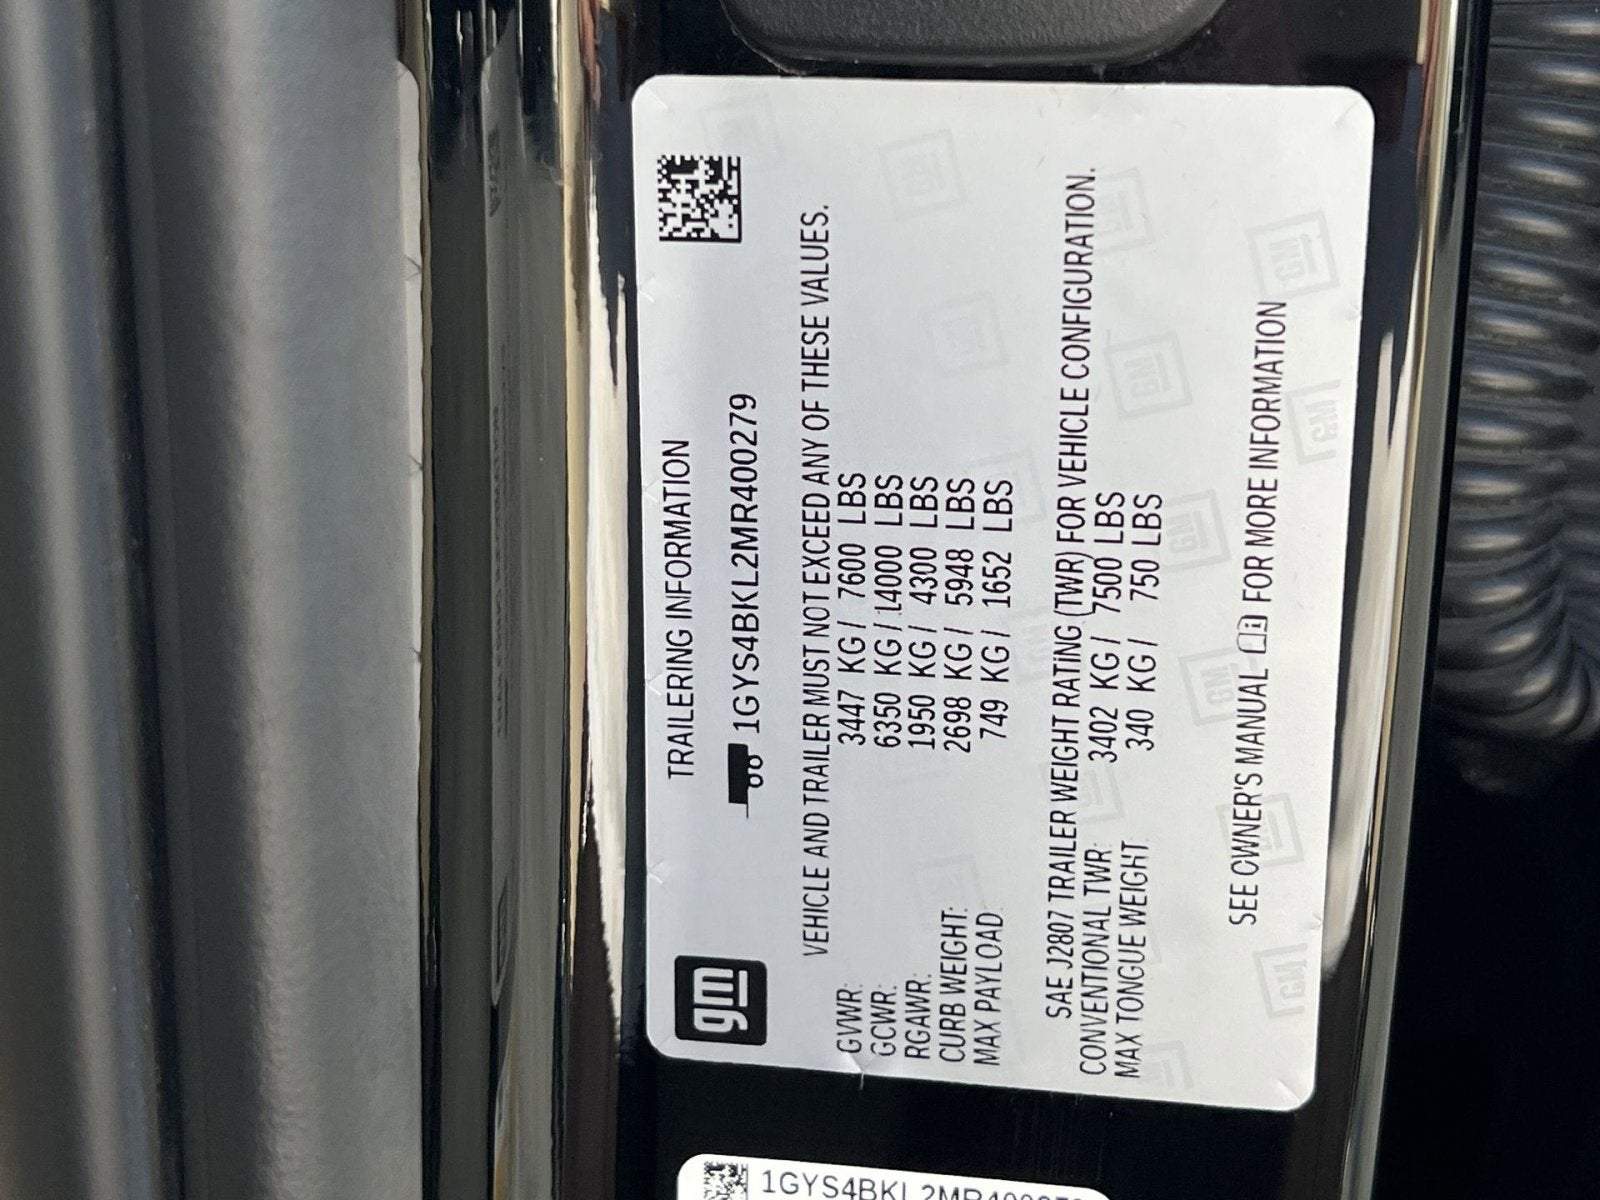 gm
TRAILERING INFORMATION
1GYS4BKL2MR400279
VEHICLE AND TRAILER MUST NOT EXCEED ANY OF THESE VALUES.
GVWR: 3447 KG / 7600 LBS
GCWR: 6350 KG / 14000 LBS
RGAWR: 1950 KG / 4300 LBS
CURB WEIGHT: 2698 KG / 5948 LBS
MAX PAYLOAD: 749 KG / 1652 LBS
SAE J2807 TRAILER WEIGHT RATING (TWR) FOR VEHICLE CONFIGURATION.
CONVENTIONAL TWR: 3402 KG / 7500 LBS
MAX TONGUE WEIGHT: 340 KG / 750 LBS
SEE OWNER'S MANUAL FOR MORE INFORMATION